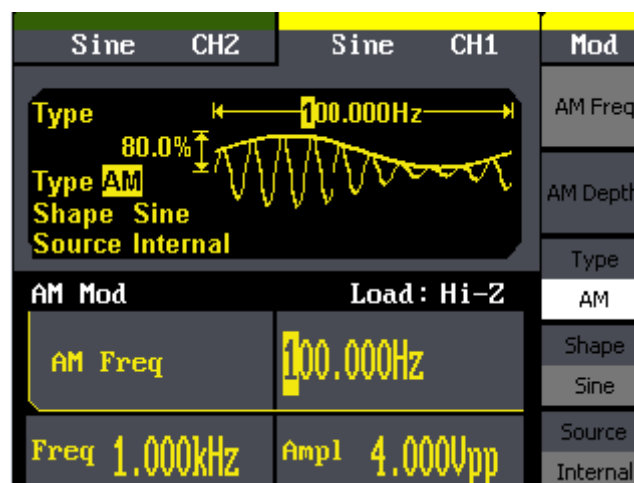 Sine CH2 Sine CH1 Mod
Type 100.000Hz
80.0%
Type AM
Shape Sine
Source Internal
AM Mod Load: Hi-Z
AM Freq 100.000Hz
Freq 1.000kHz Ampl 4.000Vpp
AM Freq
AM Depth
Type
AM
Shape
Sine
Source
Internal